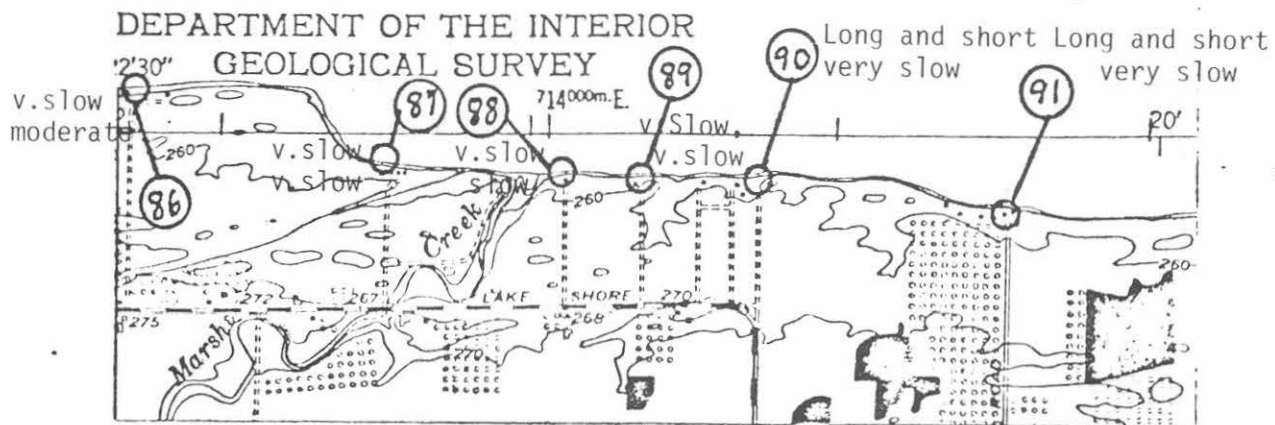 DEPARTMENT OF THE INTERIOR
GEOLOGICAL SURVEY
2'30"
714000m.E.
20'
86
87
88
89
90
91
v.slow
moderate
v.slow
v.slow
v.slow
slow
v.Slow
v.slow
Long and short
very slow
Long and short
very slow
260
260
260
Creek
Marsh
272
267
LAKE SHORE
270
275
268
270